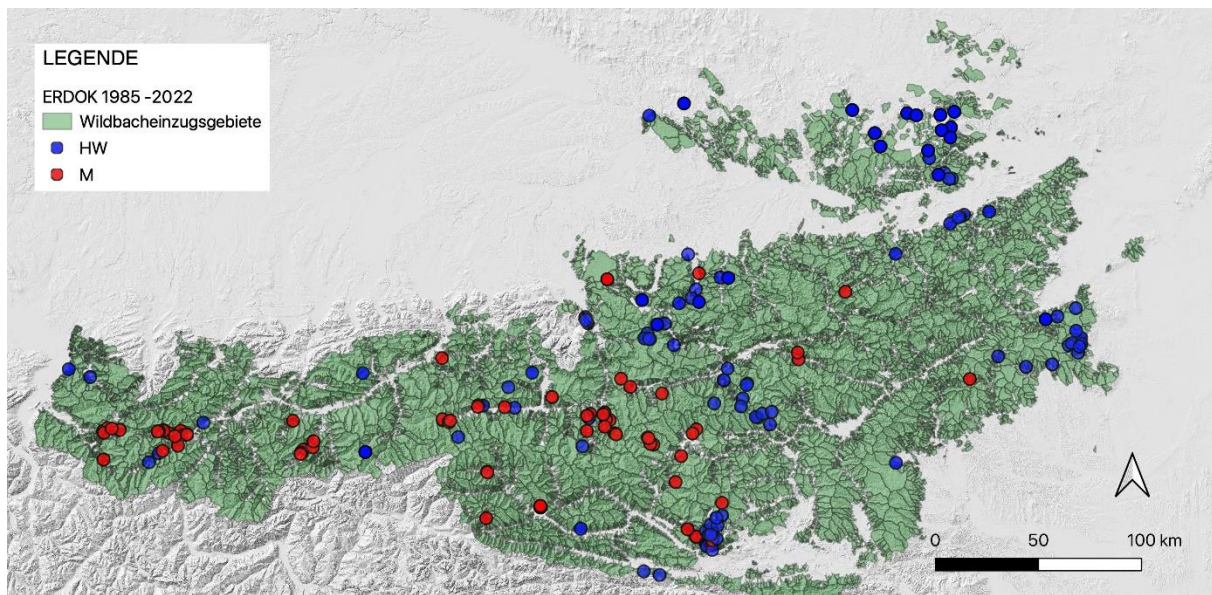 LEGENDE
ERDOK 1985 -2022
Wildbacheinzugsgebiete
HW
M
0 50 100 km